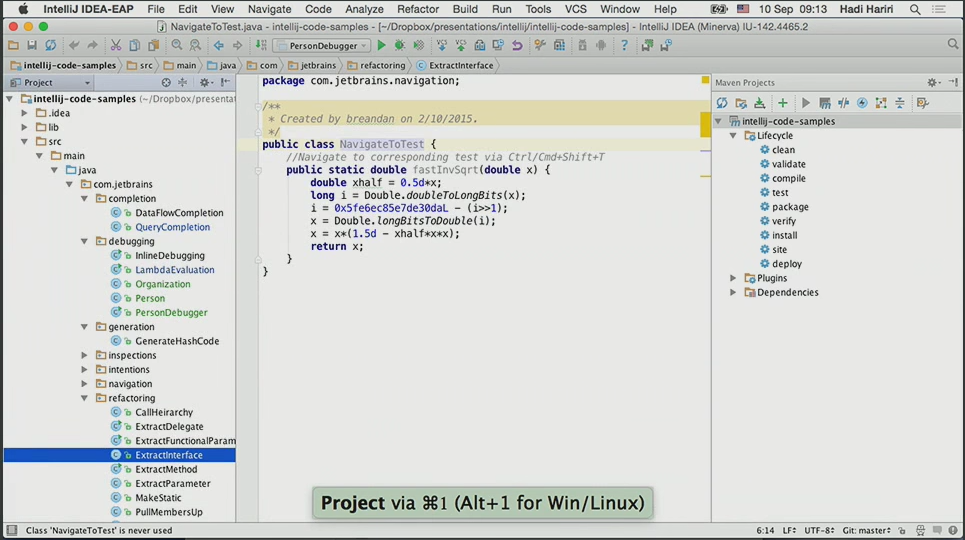 IntelliJ IDEA-EAP File Edit View Navigate Code Analyze Refactor Build Run Tools VCS Window Help 10 Sep 09:13 Hadi Hariri
NavigateToTest.java - intellij-code-samples - [~/Dropbox/presentations/intellij/intellij-code-samples] - IntelliJ IDEA (Minerva) IU-142.4465.2
PersonDebugger
VCS VCS
intellij-code-samples src main java com jetbrains refactoring ExtractInterface
Project
intellij-code-samples (~/Dropbox/presentat
.idea
lib
src
main
java
com.jetbrains
completion
DataFlowCompletion
QueryCompletion
debugging
InlineDebugging
LambdaEvaluation
Organization
Person
PersonDebugger
generation
GenerateHashCode
inspections
intentions
navigation
refactoring
CallHeirarchy
ExtractDelegate
ExtractFunctionalParam
ExtractInterface
ExtractMethod
ExtractParameter
MakeStatic
PullMembersUp
package com.jetbrains.navigation;
/**
* Created by breandan on 2/10/2015.
*/
public class NavigateToTest {
//Navigate to corresponding test via Ctrl/Cmd+Shift+T
public static double fastInvSqrt(double x) {
double xhalf = 0.5d*x;
long i = Double.doubleToLongBits(x);
i = 0x5fe6ec85e7de30daL - (i>>1);
x = Double.longBitsToDouble(i);
x = x*(1.5d - xhalf*x*x);
return x;
}
}
Maven Projects
intellij-code-samples
Lifecycle
clean
validate
compile
test
package
verify
install
site
deploy
Plugins
Dependencies
Project via ⌘1 (Alt+1 for Win/Linux)
Class 'NavigateToTest' is never used 6:14 LF÷ UTF-8÷ Git: master÷